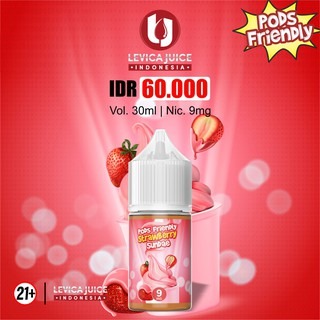 PODS
FRIENDLY
LEVICA JUICE
INDONESIA
IDR 60.000
Vol. 30ml | Nic. 9mg
PODS FRIENDLY
STRAWBERRY
SUNDAE
9
21+
LEVICA JUICE
INDONESIA